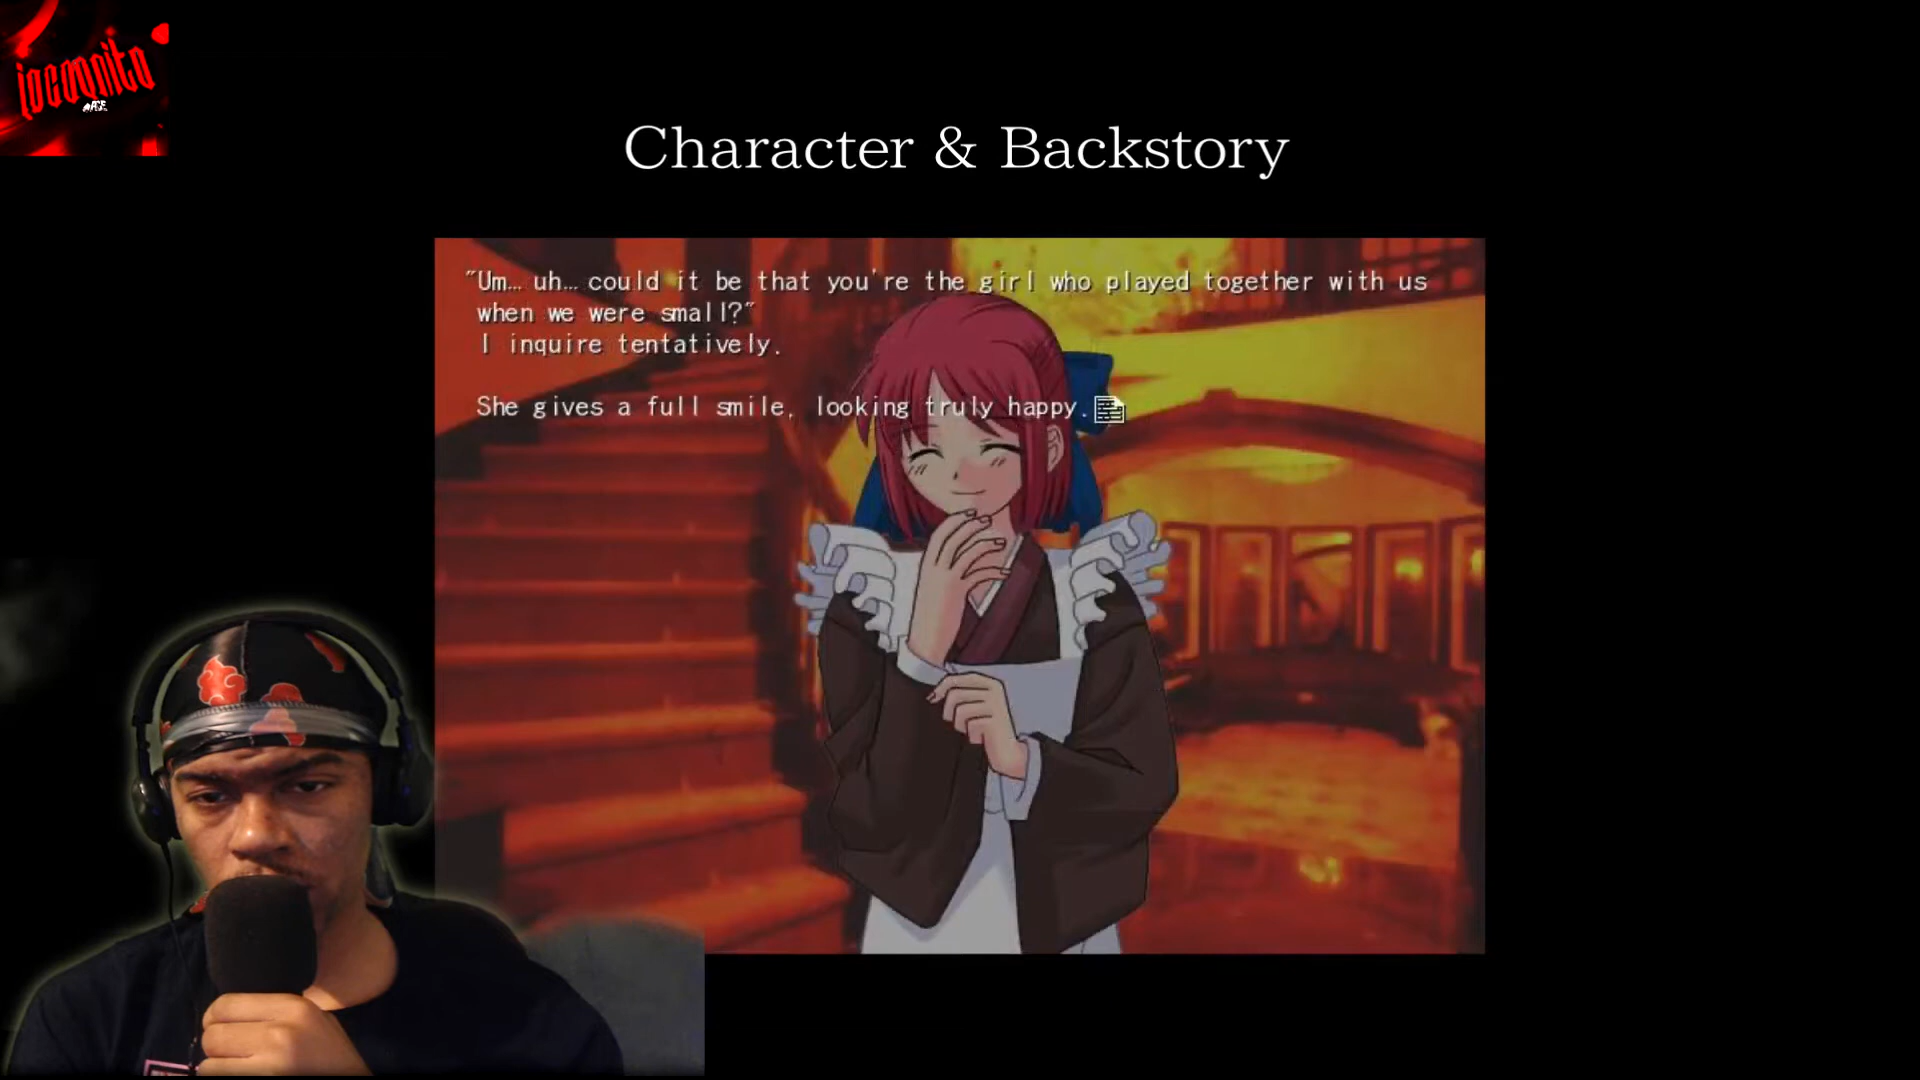 incognito
Character & Backstory
"Um… uh… could it be that you're the girl who played together with us
when we were small?"
I inquire tentatively.
She gives a full smile, looking truly happy.